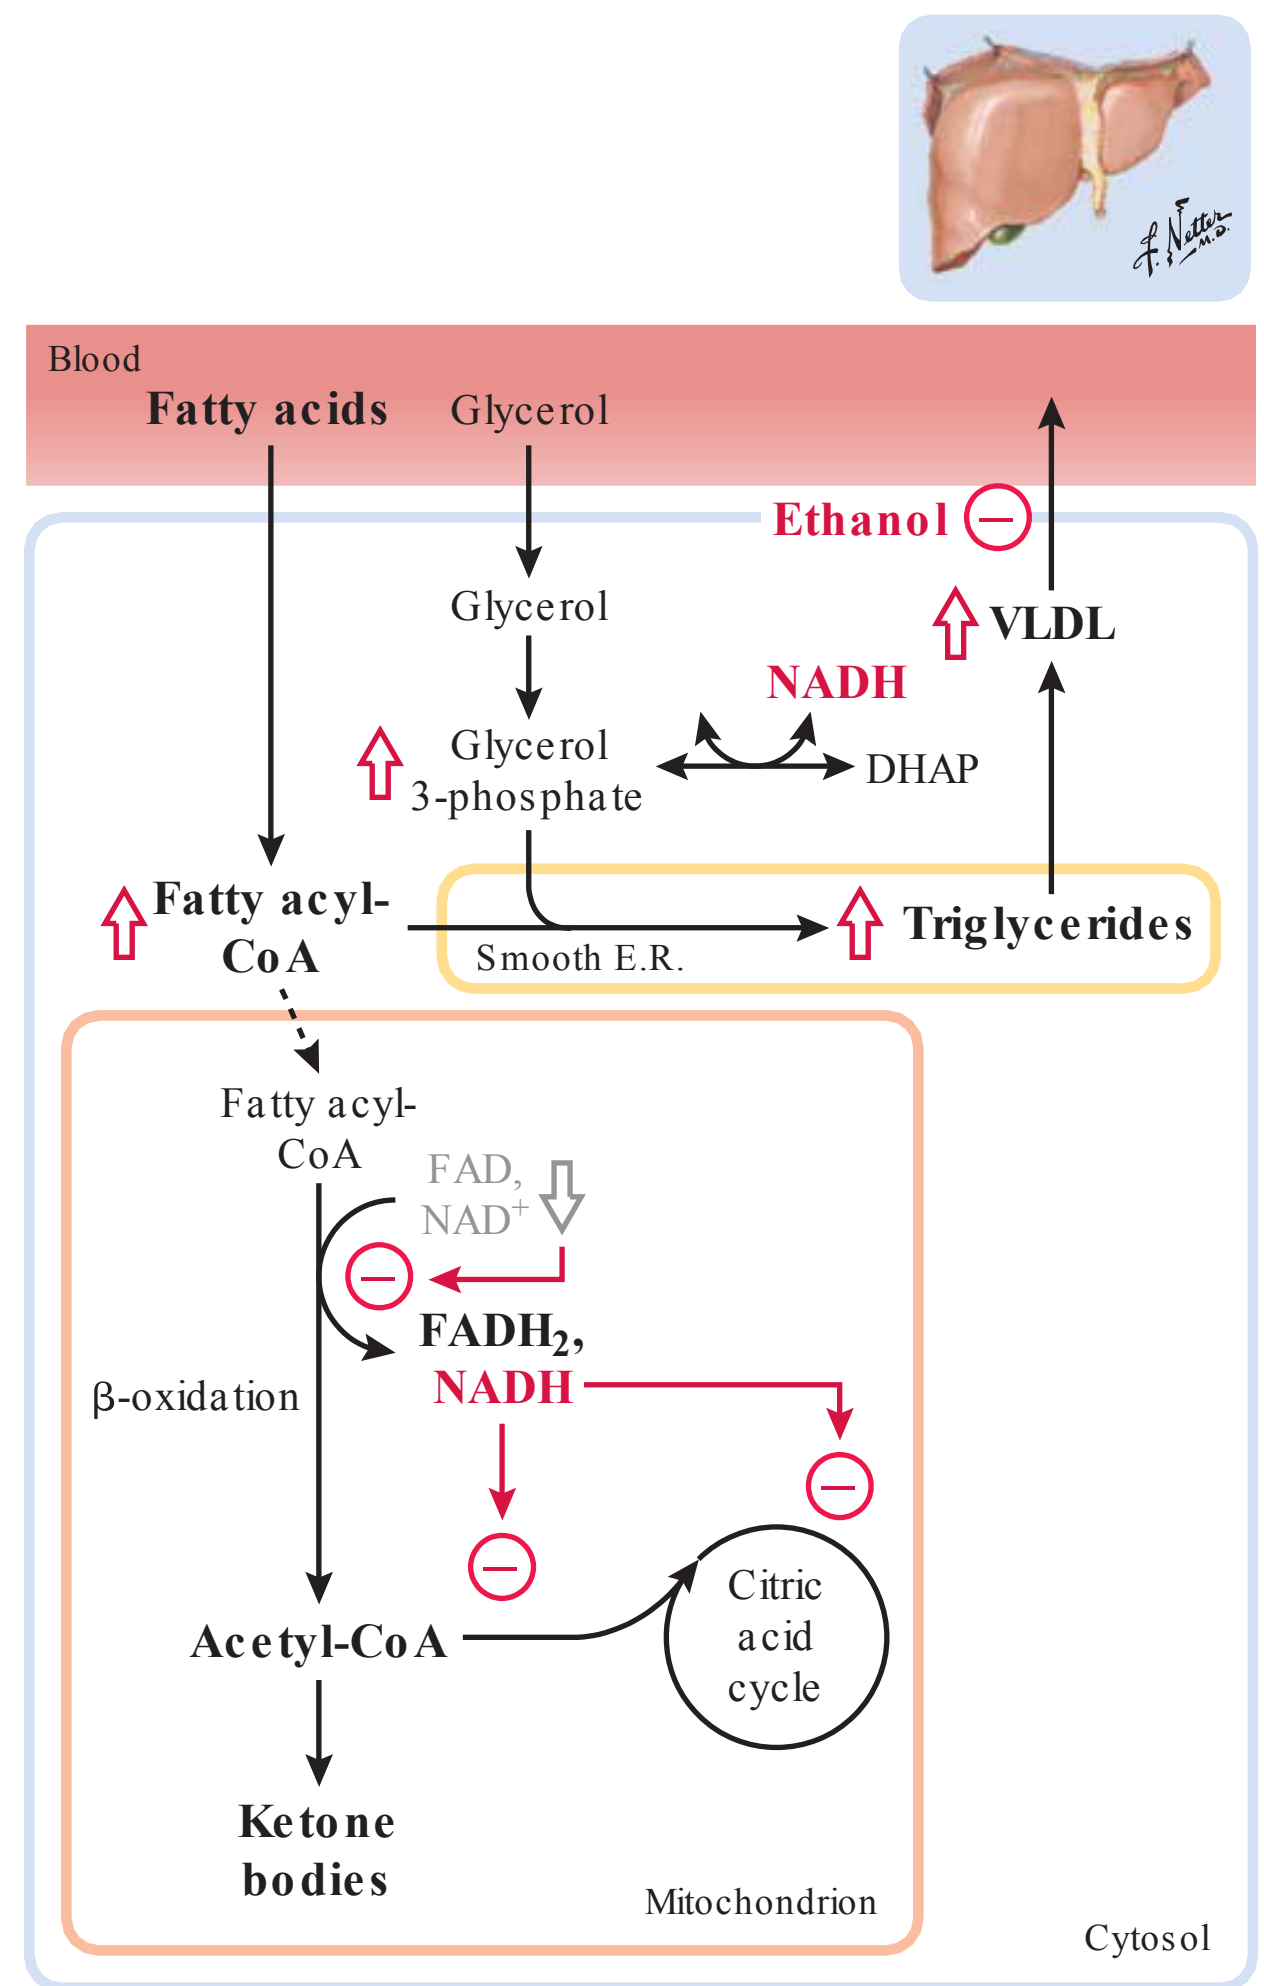 F. Netter
M.D.
Blood
Fatty acids
Glycerol
Ethanol −
Glycerol
VLDL
NADH
Glycerol
3-phosphate
DHAP
Fatty acyl-
CoA
Triglycerides
Smooth E.R.
Fatty acyl-
CoA
FAD,
NAD⁺
−
FADH₂,
NADH
β-oxidation
−
−
Citric
acid
cycle
Acetyl-CoA
Ketone
bodies
Mitochondrion
Cytosol